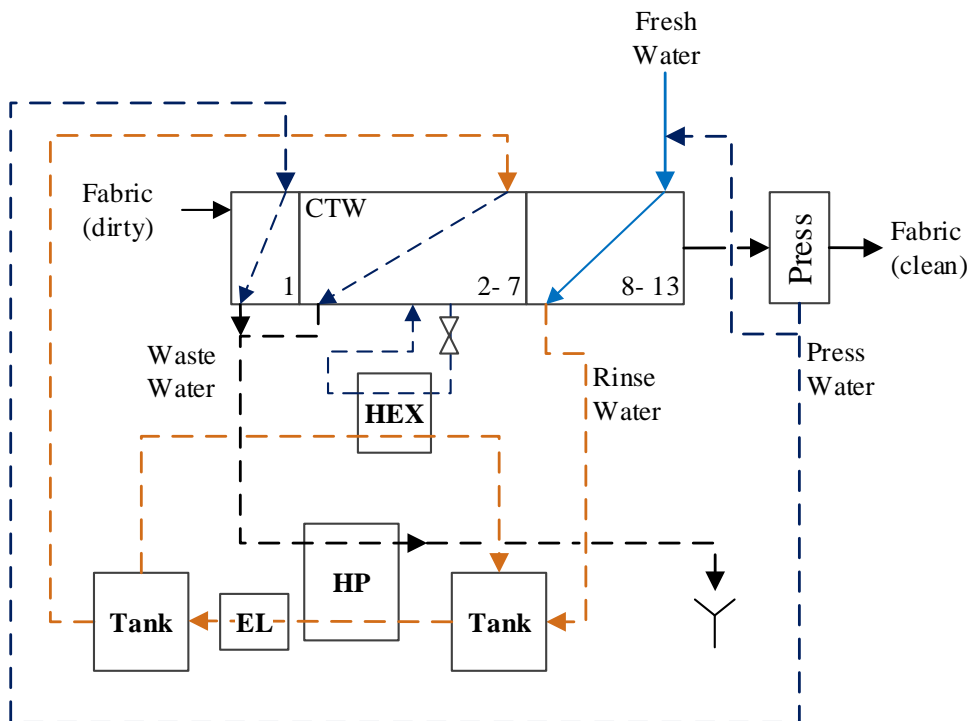 Fresh
Water
Fabric
(dirty)
CTW
1
2- 7
8- 13
Press
Fabric
(clean)
Waste
Water
HEX
Rinse
Water
Press
Water
HP
Tank
EL
Tank